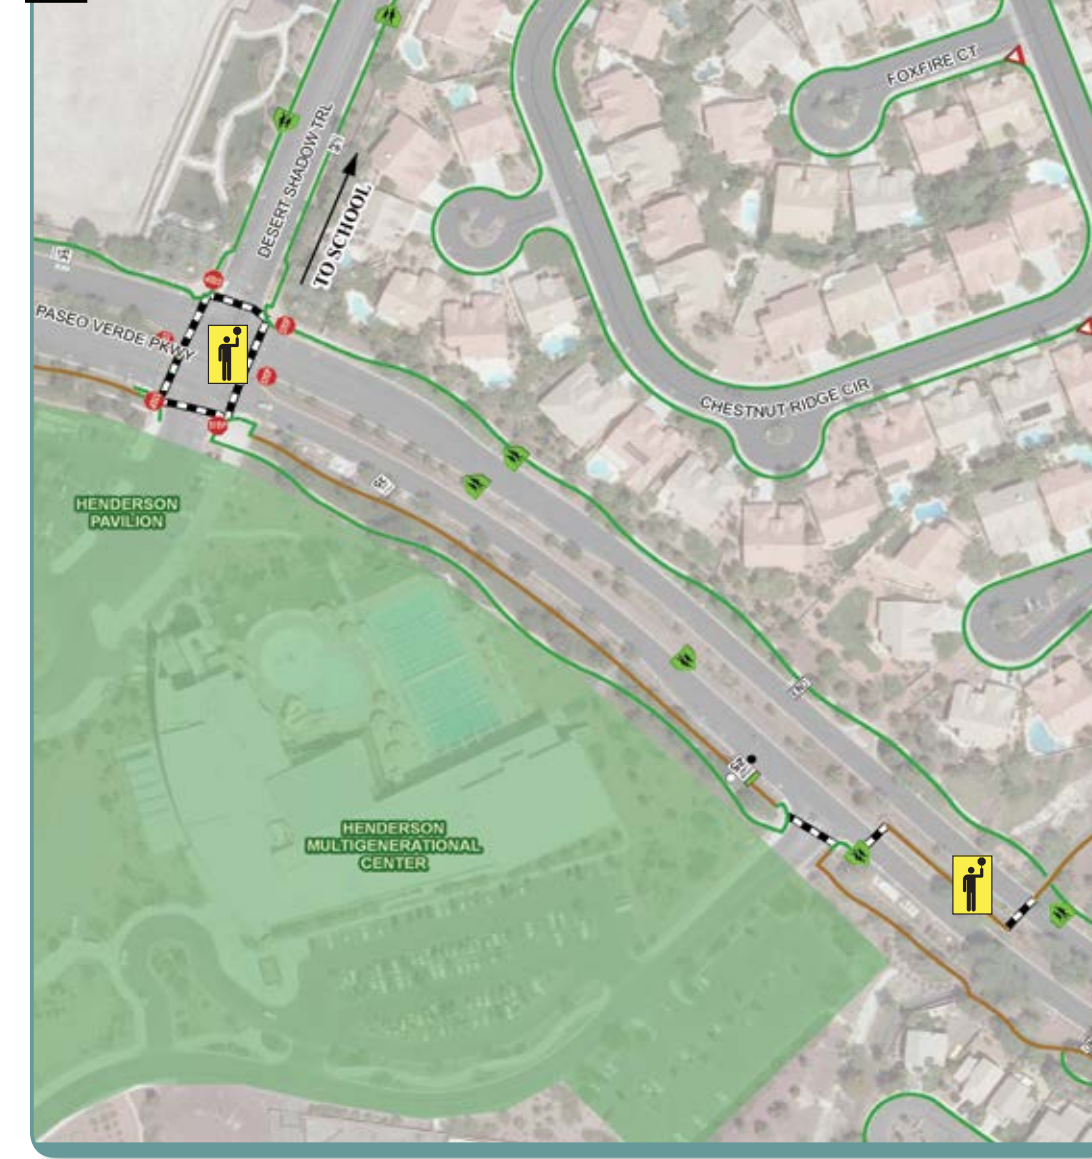 FOXFIRE CT
DESERT SHADOW TRL
TO SCHOOL
PASEO VERDE PKWY
CHESTNUT RIDGE CIR
HENDERSON
PAVILION
HENDERSON
MULTIGENERATIONAL
CENTER